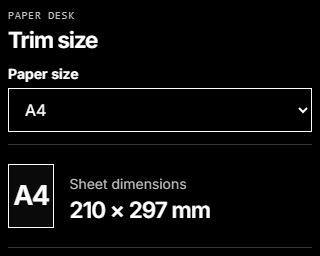 PAPER DESK
Trim size
Paper size
A4
A4
Sheet dimensions
210 × 297 mm